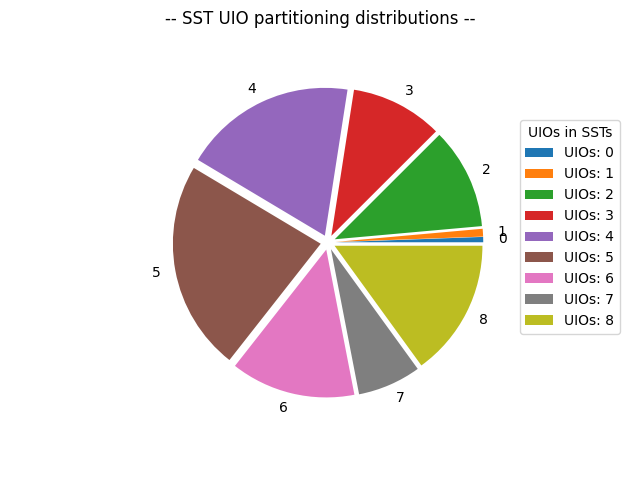 -- SST UIO partitioning distributions --
4
3
2
1
0
5
6
7
8
UIOs in SSTs
UIOs: 0
UIOs: 1
UIOs: 2
UIOs: 3
UIOs: 4
UIOs: 5
UIOs: 6
UIOs: 7
UIOs: 8